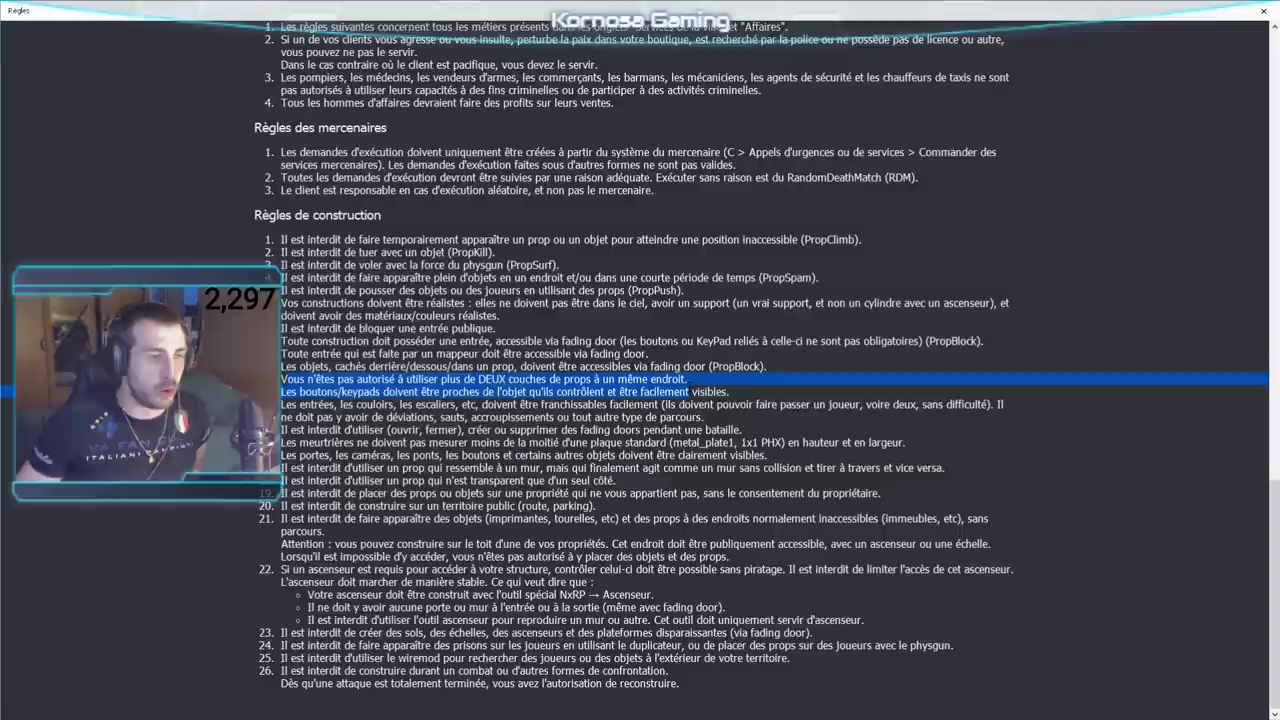 Règles
Kornosa Gaming
1. Les règles suivantes concernent tous les métiers présents dans les onglets "Services de la ville" et "Affaires".
2. Si un de vos clients vous agresse ou vous insulte, perturbe la paix dans votre boutique, est recherché par la police ou ne possède pas de licence ou autre,
vous pouvez ne pas le servir.
Dans le cas contraire où le client est pacifique, vous devez le servir.
3. Les pompiers, les médecins, les vendeurs d'armes, les commerçants, les barmans, les mécaniciens, les agents de sécurité et les chauffeurs de taxis ne sont
pas autorisés à utiliser leurs capacités à des fins criminelles ou de participer à des activités criminelles.
4. Tous les hommes d'affaires devraient faire des profits sur leurs ventes.
Règles des mercenaires
1. Les demandes d'exécution doivent uniquement être créées à partir du système du mercenaire (C > Appels d'urgences ou de services > Commander des
services mercenaires). Les demandes d'exécution faites sous d'autres formes ne sont pas valides.
2. Toutes les demandes d'exécution devront être suivies par une raison adéquate. Exécuter sans raison est du RandomDeathMatch (RDM).
3. Le client est responsable en cas d'exécution aléatoire, et non pas le mercenaire.
Règles de construction
1. Il est interdit de faire temporairement apparaître un prop ou un objet pour atteindre une position inaccessible (PropClimb).
2. Il est interdit de tuer avec un objet (PropKill).
3. Il est interdit de voler avec la force du physgun (PropSurf).
4. Il est interdit de faire apparaître plein d'objets en un endroit et/ou dans une courte période de temps (PropSpam).
Il est interdit de pousser des objets ou des joueurs en utilisant des props (PropPush).
Vos constructions doivent être réalistes : elles ne doivent pas être dans le ciel, avoir un support (un vrai support, et non un cylindre avec un ascenseur), et
doivent avoir des matériaux/couleurs réalistes.
Il est interdit de bloquer une entrée publique.
Toute construction doit posséder une entrée, accessible via fading door (les boutons ou KeyPad reliés à celle-ci ne sont pas obligatoires) (PropBlock).
Toute entrée qui est faite par un mappeur doit être accessible via fading door.
Les objets, cachés derrière/dessous/dans un prop, doivent être accessibles via fading door (PropBlock).
Vous n'êtes pas autorisé à utiliser plus de DEUX couches de props à un même endroit.
Les boutons/keypads doivent être proches de l'objet qu'ils contrôlent et être facilement visibles.
Les entrées, les couloirs, les escaliers, etc, doivent être franchissables facilement (ils doivent pouvoir faire passer un joueur, voire deux, sans difficulté). Il
ne doit pas y avoir de déviations, sauts, accroupissements ou tout autre type de parcours.
Il est interdit d'utiliser (ouvrir, fermer), créer ou supprimer des fading doors pendant une bataille.
Les meurtrières ne doivent pas mesurer moins de la moitié d'une plaque standard (metal_plate1, 1x1 PHX) en hauteur et en largeur.
Les portes, les caméras, les ponts, les boutons et certains autres objets doivent être clairement visibles.
Il est interdit d'utiliser un prop qui ressemble à un mur, mais qui finalement agit comme un mur sans collision et tirer à travers et vice versa.
Il est interdit d'utiliser un prop qui n'est transparent que d'un seul côté.
19. Il est interdit de placer des props ou objets sur une propriété qui ne vous appartient pas, sans le consentement du propriétaire.
20. Il est interdit de construire sur un territoire public (route, parking).
21. Il est interdit de faire apparaître des objets (imprimantes, tourelles, etc) et des props à des endroits normalement inaccessibles (immeubles, etc), sans
parcours.
Attention : vous pouvez construire sur le toit d'une de vos propriétés. Cet endroit doit être publiquement accessible, avec un ascenseur ou une échelle.
Lorsqu'il est impossible d'y accéder, vous n'êtes pas autorisé à y placer des objets et des props.
22. Si un ascenseur est requis pour accéder à votre structure, contrôler celui-ci doit être possible sans piratage. Il est interdit de limiter l'accès de cet ascenseur.
L'ascenseur doit marcher de manière stable. Ce qui veut dire que :
Votre ascenseur doit être construit avec l'outil spécial NxRP → Ascenseur.
Il ne doit y avoir aucune porte ou mur à l'entrée ou à la sortie (même avec fading door).
Il est interdit d'utiliser l'outil ascenseur pour reproduire un mur ou autre. Cet outil doit uniquement servir d'ascenseur.
23. Il est interdit de créer des sols, des échelles, des ascenseurs et des plateformes disparaissantes (via fading door).
24. Il est interdit de faire apparaître des prisons sur les joueurs en utilisant le duplicator, ou de placer des props sur des joueurs avec le physgun.
25. Il est interdit d'utiliser le wiremod pour rechercher des joueurs ou des objets à l'extérieur de votre territoire.
26. Il est interdit de construire durant un combat ou d'autres formes de confrontation.
Dès qu'une attaque est totalement terminée, vous avez l'autorisation de reconstruire.
2,297
ITALIANI